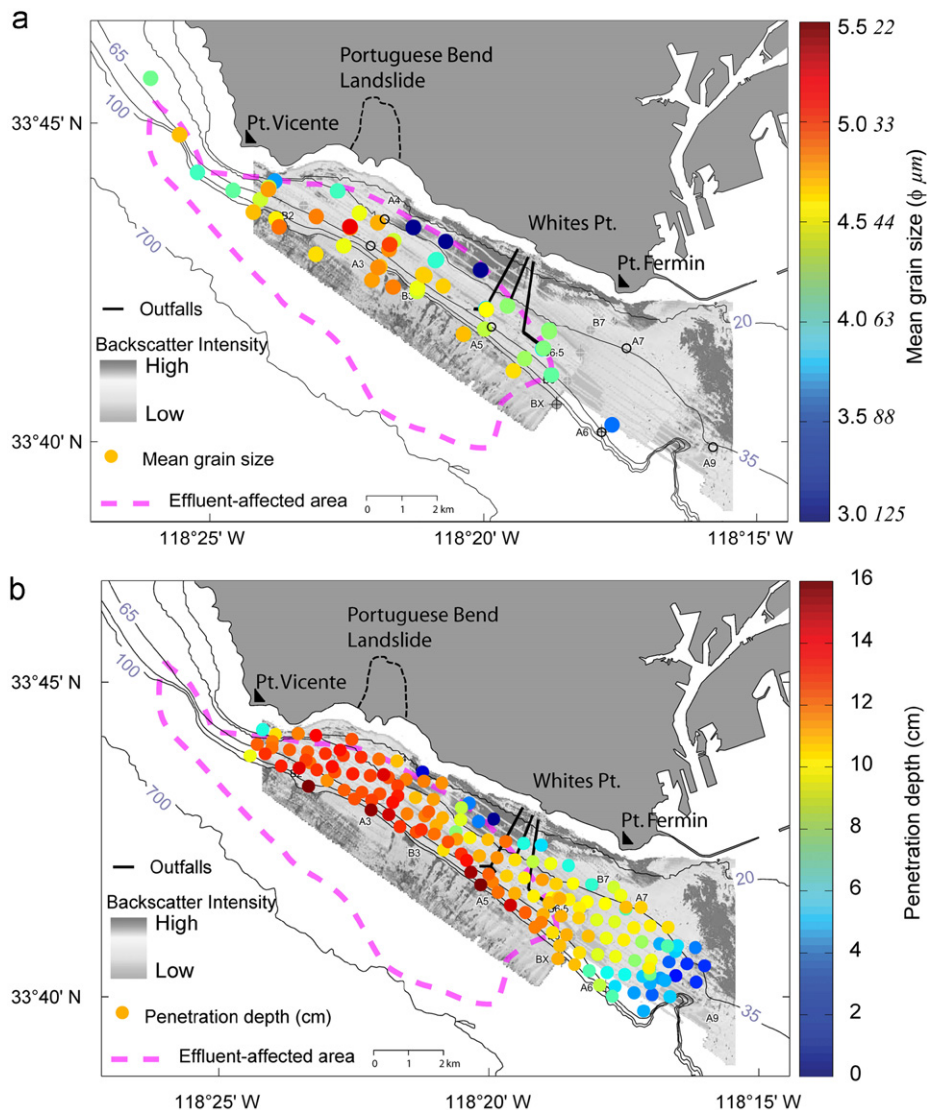 a
Portuguese Bend
Landslide
65
100
33°45' N
Pt. Vicente
A4
B2
Whites Pt.
700
A3
Pt. Fermin
B3
Outfalls
B7
20
A7
Backscatter Intensity
A5
High
Low
BX
33°40' N
A6
A9
35
Mean grain size
Effluent-affected area
0 1 2 km
118°25' W
118°20' W
118°15' W
5.5 22
5.0 33
4.5 44
4.0 63
3.5 88
3.0 125
Mean grain size (ϕ μm)
b
Portuguese Bend
Landslide
65
100
33°45' N
Pt. Vicente
Whites Pt.
700
A3
Pt. Fermin
B3
Outfalls
B7
20
A7
Backscatter Intensity
A5
High
Low
BX
33°40' N
A6
A9
35
Penetration depth (cm)
Effluent-affected area
0 1 2 km
118°25' W
118°20' W
118°15' W
16
14
12
10
8
6
4
2
0
Penetration depth (cm)